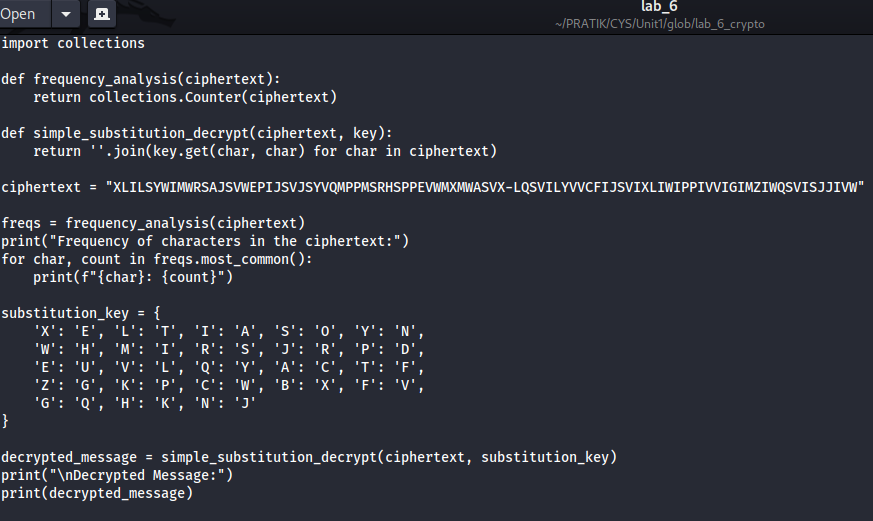 Open
lab_6
~/PRATIK/CYS/Unit1/glob/lab_6_crypto
import collections
def frequency_analysis(ciphertext):
    return collections.Counter(ciphertext)
def simple_substitution_decrypt(ciphertext, key):
    return ''.join(key.get(char, char) for char in ciphertext)
ciphertext = "XLILSYWIMWRSAJSVWEPIJSVJSYVQMPPMSRHSPPEVWMXMWASVX-LQSVILYVVCFIJSVIXLIWIPPIVVIGIMZIWQSVISJJIVW"
freqs = frequency_analysis(ciphertext)
print("Frequency of characters in the ciphertext:")
for char, count in freqs.most_common():
    print(f"{char}: {count}")
substitution_key = {
    'X': 'E', 'L': 'T', 'I': 'A', 'S': 'O', 'Y': 'N',
    'W': 'H', 'M': 'I', 'R': 'S', 'J': 'R', 'P': 'D',
    'E': 'U', 'V': 'L', 'Q': 'Y', 'A': 'C', 'T': 'F',
    'Z': 'G', 'K': 'P', 'C': 'W', 'B': 'X', 'F': 'V',
    'G': 'Q', 'H': 'K', 'N': 'J'
}
decrypted_message = simple_substitution_decrypt(ciphertext, substitution_key)
print("\nDecrypted Message:")
print(decrypted_message)